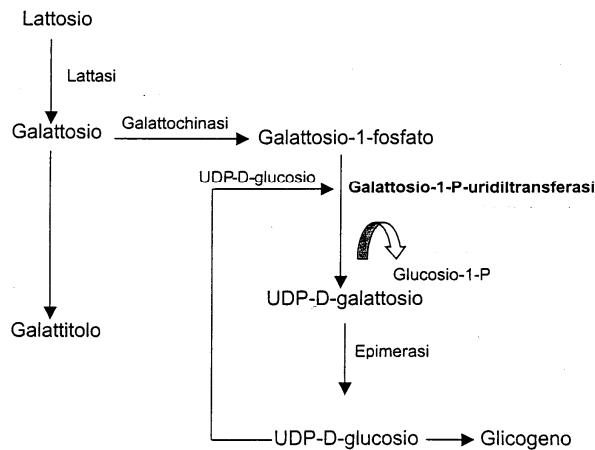 Lattosio
Lattasi
Galattosio
Galattochinasi
Galattosio-1-fosfato
UDP-D-glucosio
Galattosio-1-P-uridiltransferasi
Glucosio-1-P
UDP-D-galattosio
Galattitolo
Epimerasi
UDP-D-glucosio
Glicogeno